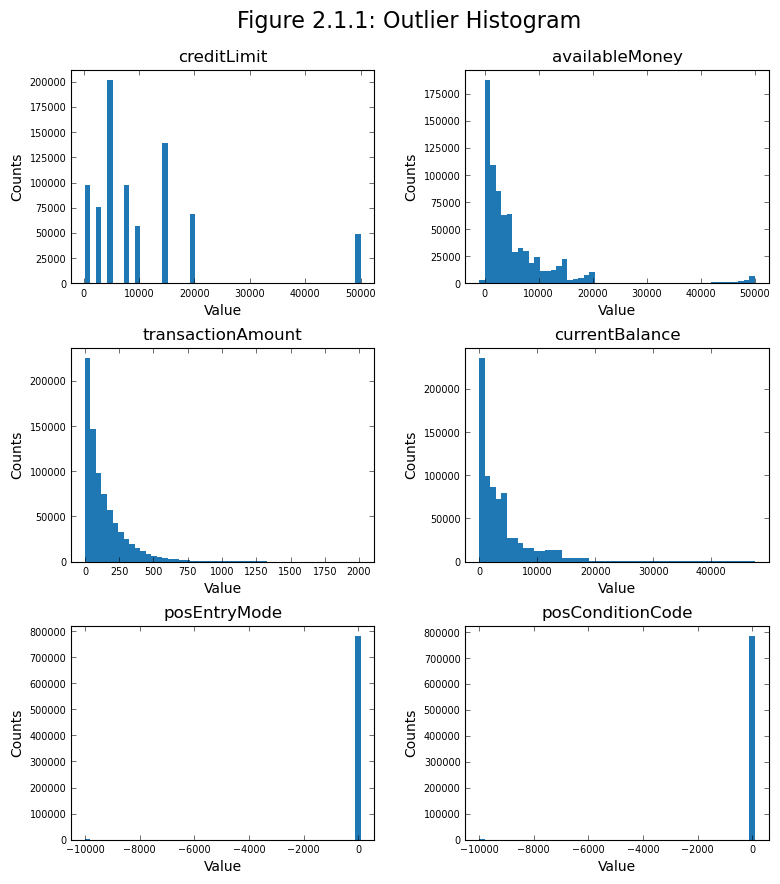 Figure 2.1.1: Outlier Histogram
creditLimit
200000
175000
150000
125000
100000
75000
50000
25000
0
Counts
0 10000 20000 30000 40000 50000
Value
availableMoney
175000
150000
125000
100000
75000
50000
25000
0
Counts
0 10000 20000 30000 40000 50000
Value
transactionAmount
200000
150000
100000
50000
0
Counts
0 250 500 750 1000 1250 1500 1750 2000
Value
currentBalance
200000
150000
100000
50000
0
Counts
0 10000 20000 30000 40000
Value
posEntryMode
800000
700000
600000
500000
400000
300000
200000
100000
0
Counts
−10000 −8000 −6000 −4000 −2000 0
Value
posConditionCode
800000
700000
600000
500000
400000
300000
200000
100000
0
Counts
−10000 −8000 −6000 −4000 −2000 0
Value